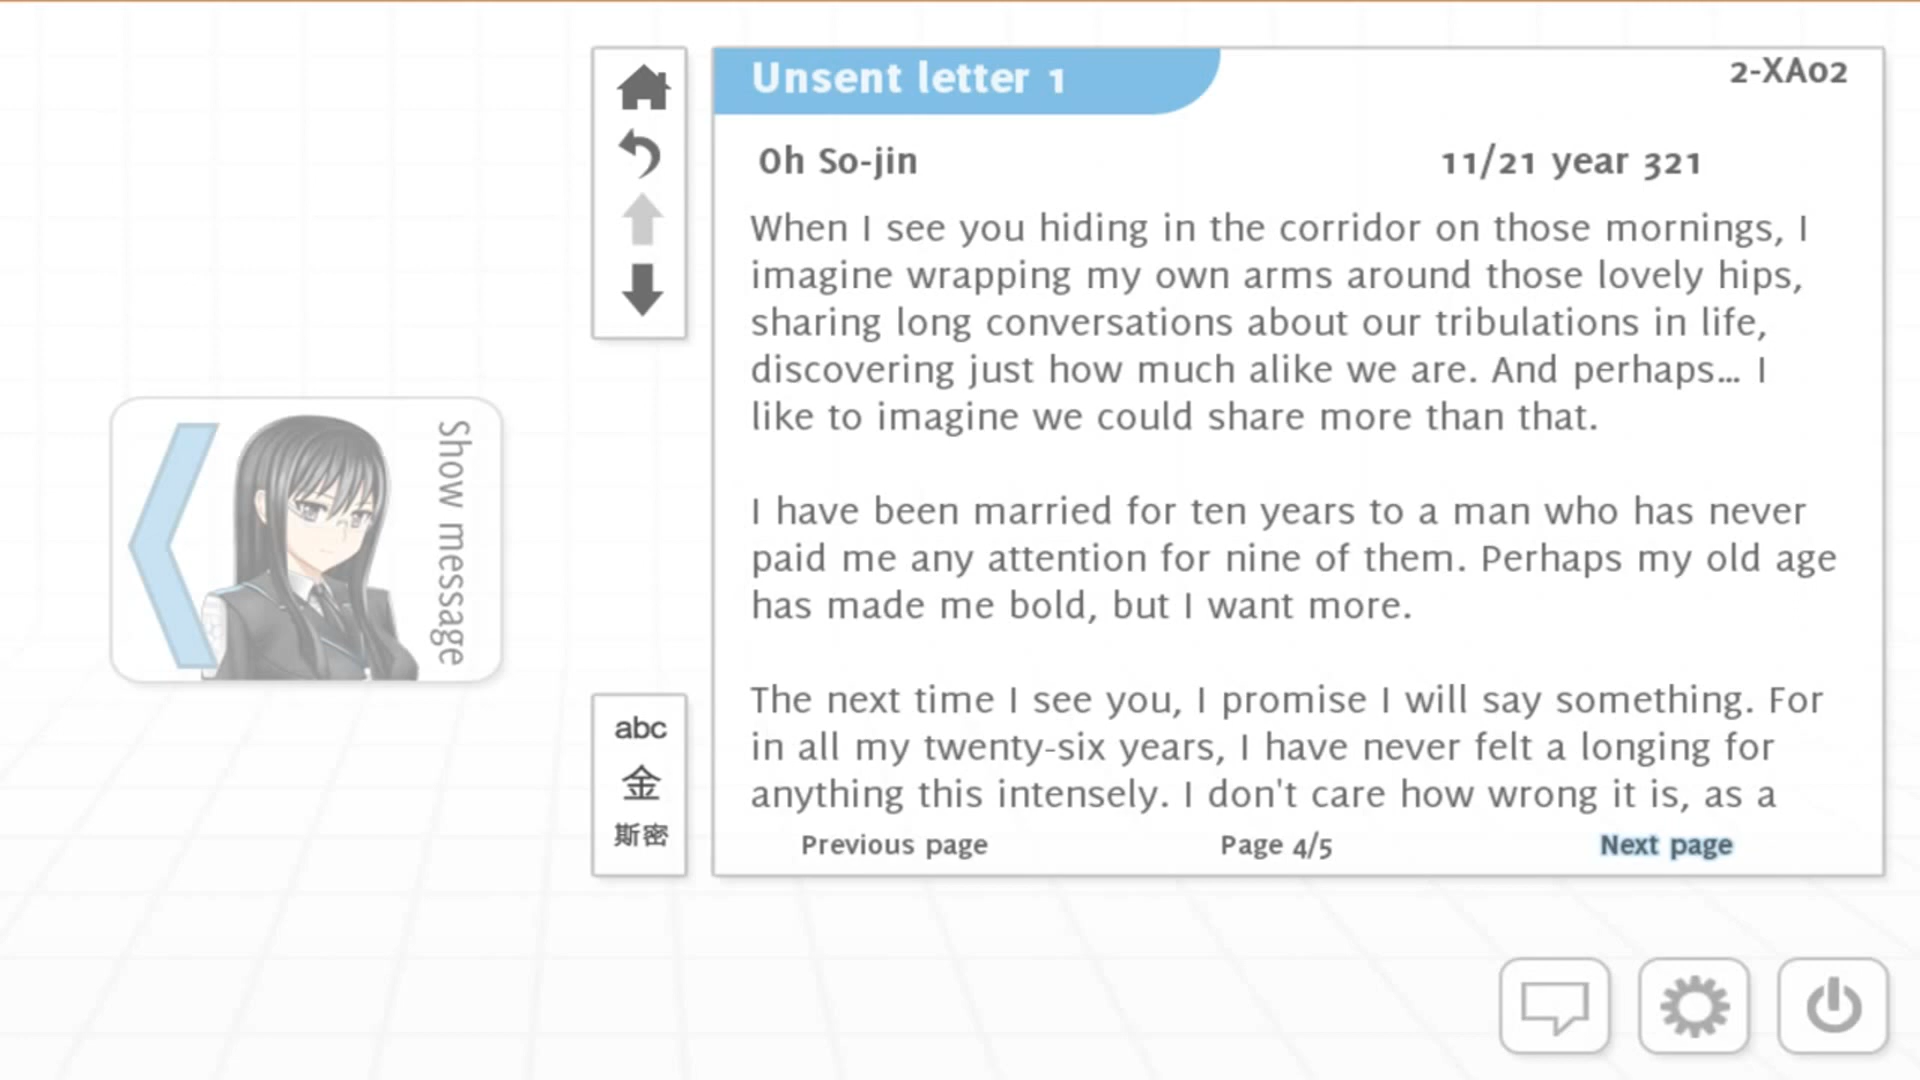 Unsent letter 1
2-XA02
Oh So-jin
11/21 year 321
When I see you hiding in the corridor on those mornings, I
imagine wrapping my own arms around those lovely hips,
sharing long conversations about our tribulations in life,
discovering just how much alike we are. And perhaps... I
like to imagine we could share more than that.
I have been married for ten years to a man who has never
paid me any attention for nine of them. Perhaps my old age
has made me bold, but I want more.
The next time I see you, I promise I will say something. For
in all my twenty-six years, I have never felt a longing for
anything this intensely. I don't care how wrong it is, as a
Previous page
Page 4/5
Next page
Show message
abc
金
斯密